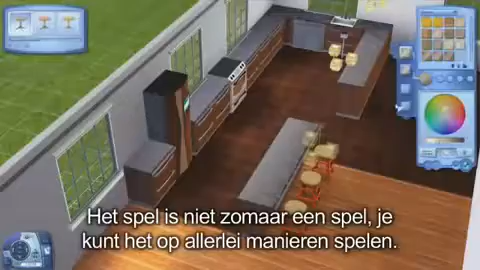 Het spel is niet zomaar een spel, je
kunt het op allerlei manieren spelen.